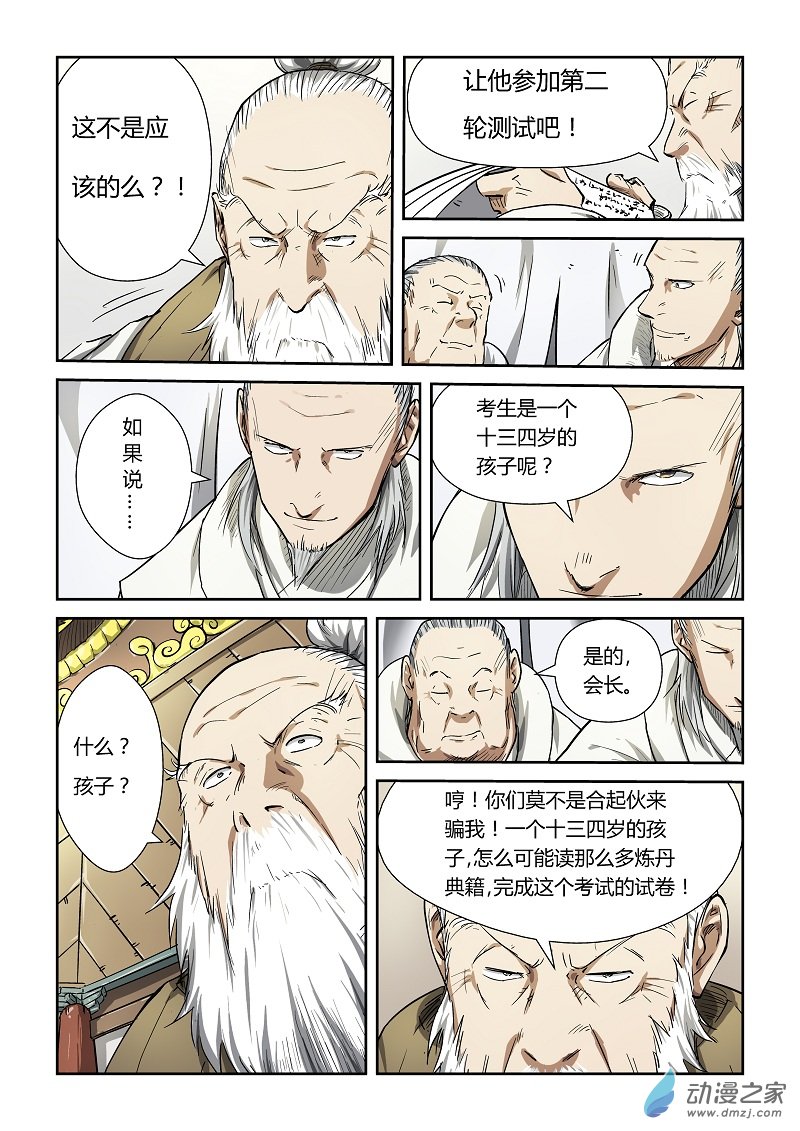 这不是应
该的么？！
让他参加第二
轮测试吧！
如
果
说
……
考生是一个
十三四岁的
孩子呢？
什么？
孩子？
是的，
会长。
哼！你们莫不是合起伙来
骗我！一个十三四岁的孩
子，怎么可能读那么多炼丹
典籍，完成这个考试的试卷！
动漫之家
www.dmzj.com